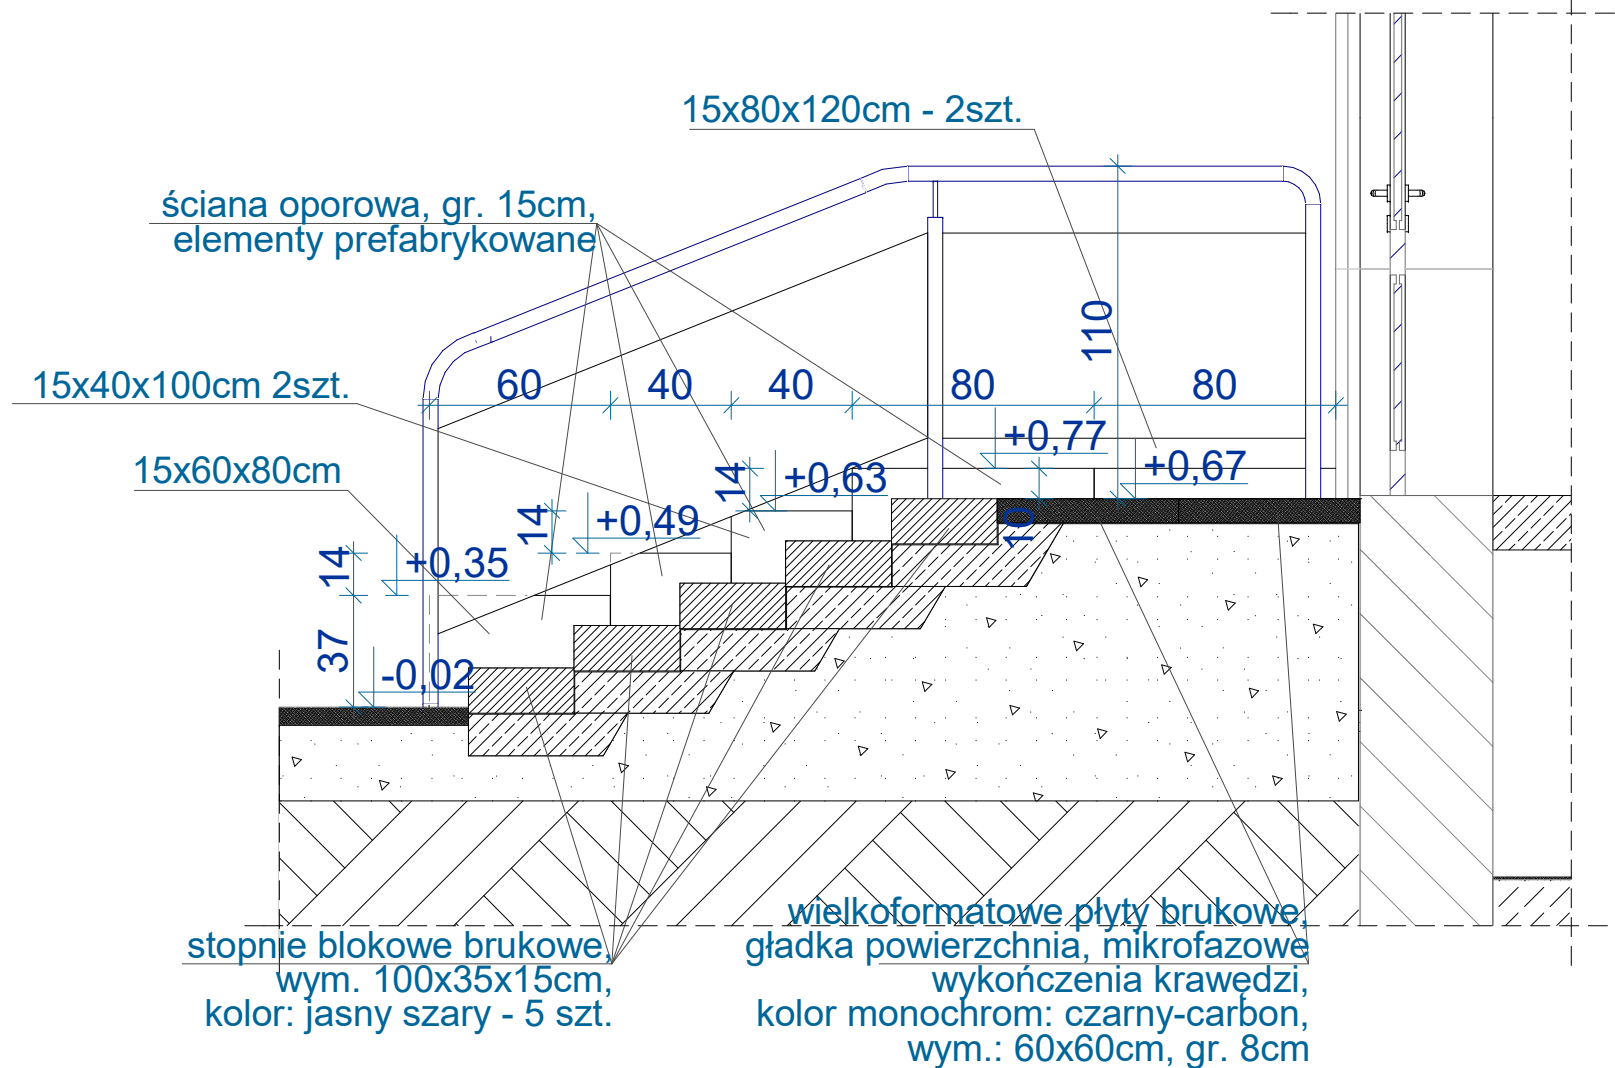 15x80x120cm - 2szt.
ściana oporowa, gr. 15cm,
elementy prefabrykowane
110
15x40x100cm 2szt.
60
40
40
80
80
+0,77
15x60x80cm
14
+0,63
+0,67
14
+0,49
10
14
+0,35
37
-0,02
wielkoformatowe płyty brukowe,
gładka powierzchnia, mikrofazowe
wykończenia krawędzi,
kolor monochrom: czarny-carbon,
wym.: 60x60cm, gr. 8cm
stopnie blokowe brukowe,
wym. 100x35x15cm,
kolor: jasny szary - 5 szt.